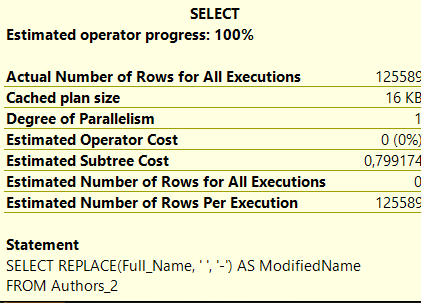 SELECT
Estimated operator progress: 100%
Actual Number of Rows for All Executions 125589
Cached plan size 16 KB
Degree of Parallelism 1
Estimated Operator Cost 0 (0%)
Estimated Subtree Cost 0,799174
Estimated Number of Rows for All Executions 0
Estimated Number of Rows Per Execution 125589
Statement
SELECT REPLACE(Full_Name, ' ', '-') AS ModifiedName
FROM Authors_2